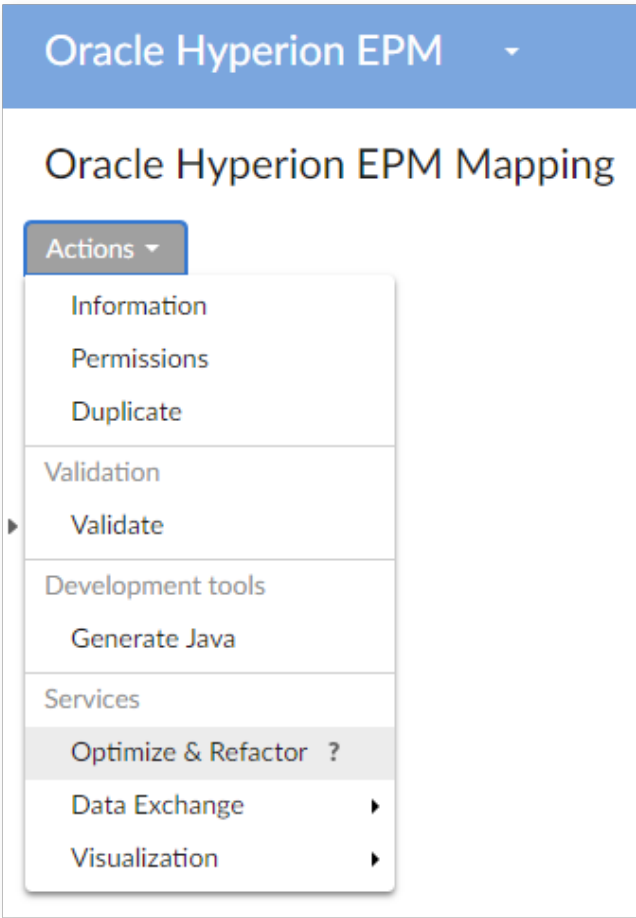 Oracle Hyperion EPM
Oracle Hyperion EPM Mapping
Actions
Information
Permissions
Duplicate
Validation
Validate
Development tools
Generate Java
Services
Optimize & Refactor ?
Data Exchange
Visualization